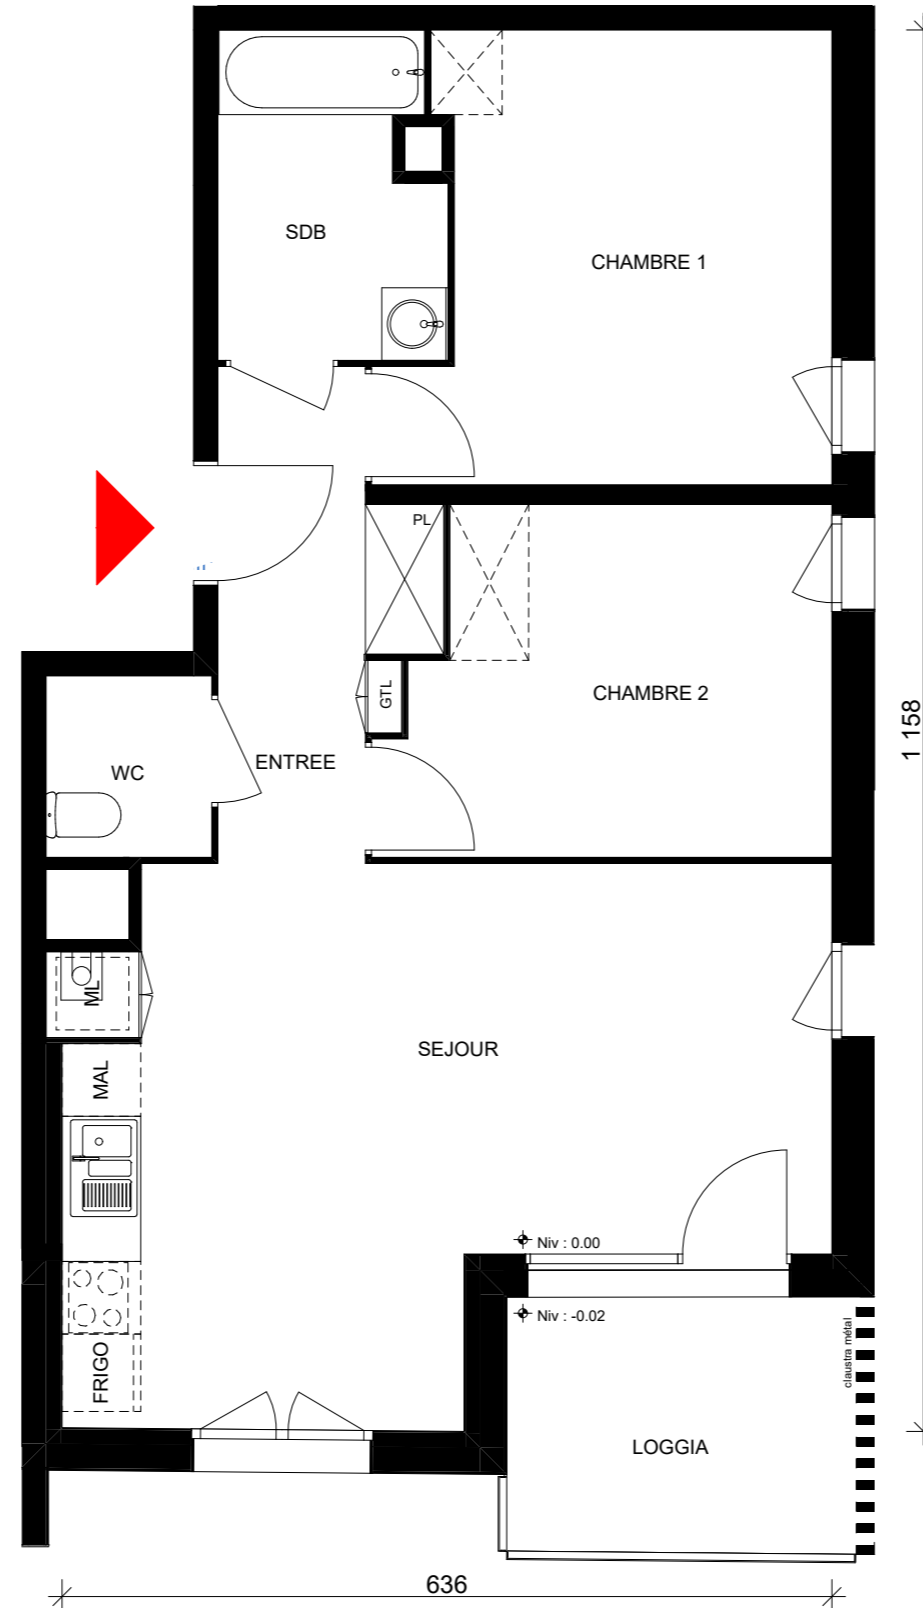 SDB
CHAMBRE 1
PL
GTL
CHAMBRE 2
1 158
WC
ENTREE
ML
SEJOUR
MAL
Niv : 0.00
Niv : -0.02
claustra métal
FRIGO
LOGGIA
636